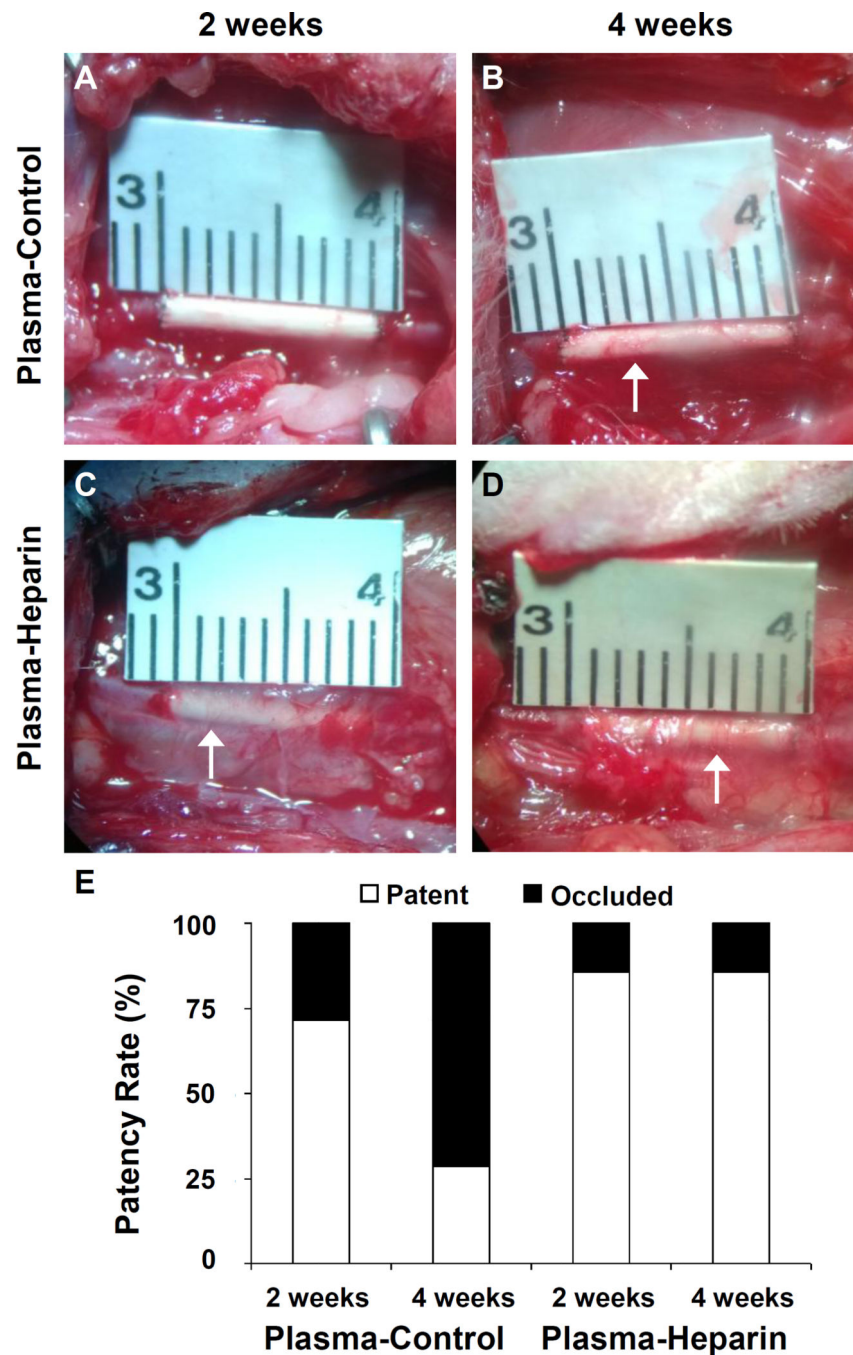 2 weeks 4 weeks
Plasma-Control
A
3 4
B
3 4
Plasma-Heparin
C
3 4
D
3 4
E
Patent Occluded
Patency Rate (%)
100
75
50
25
0
2 weeks 4 weeks 2 weeks 4 weeks
Plasma-Control Plasma-Heparin